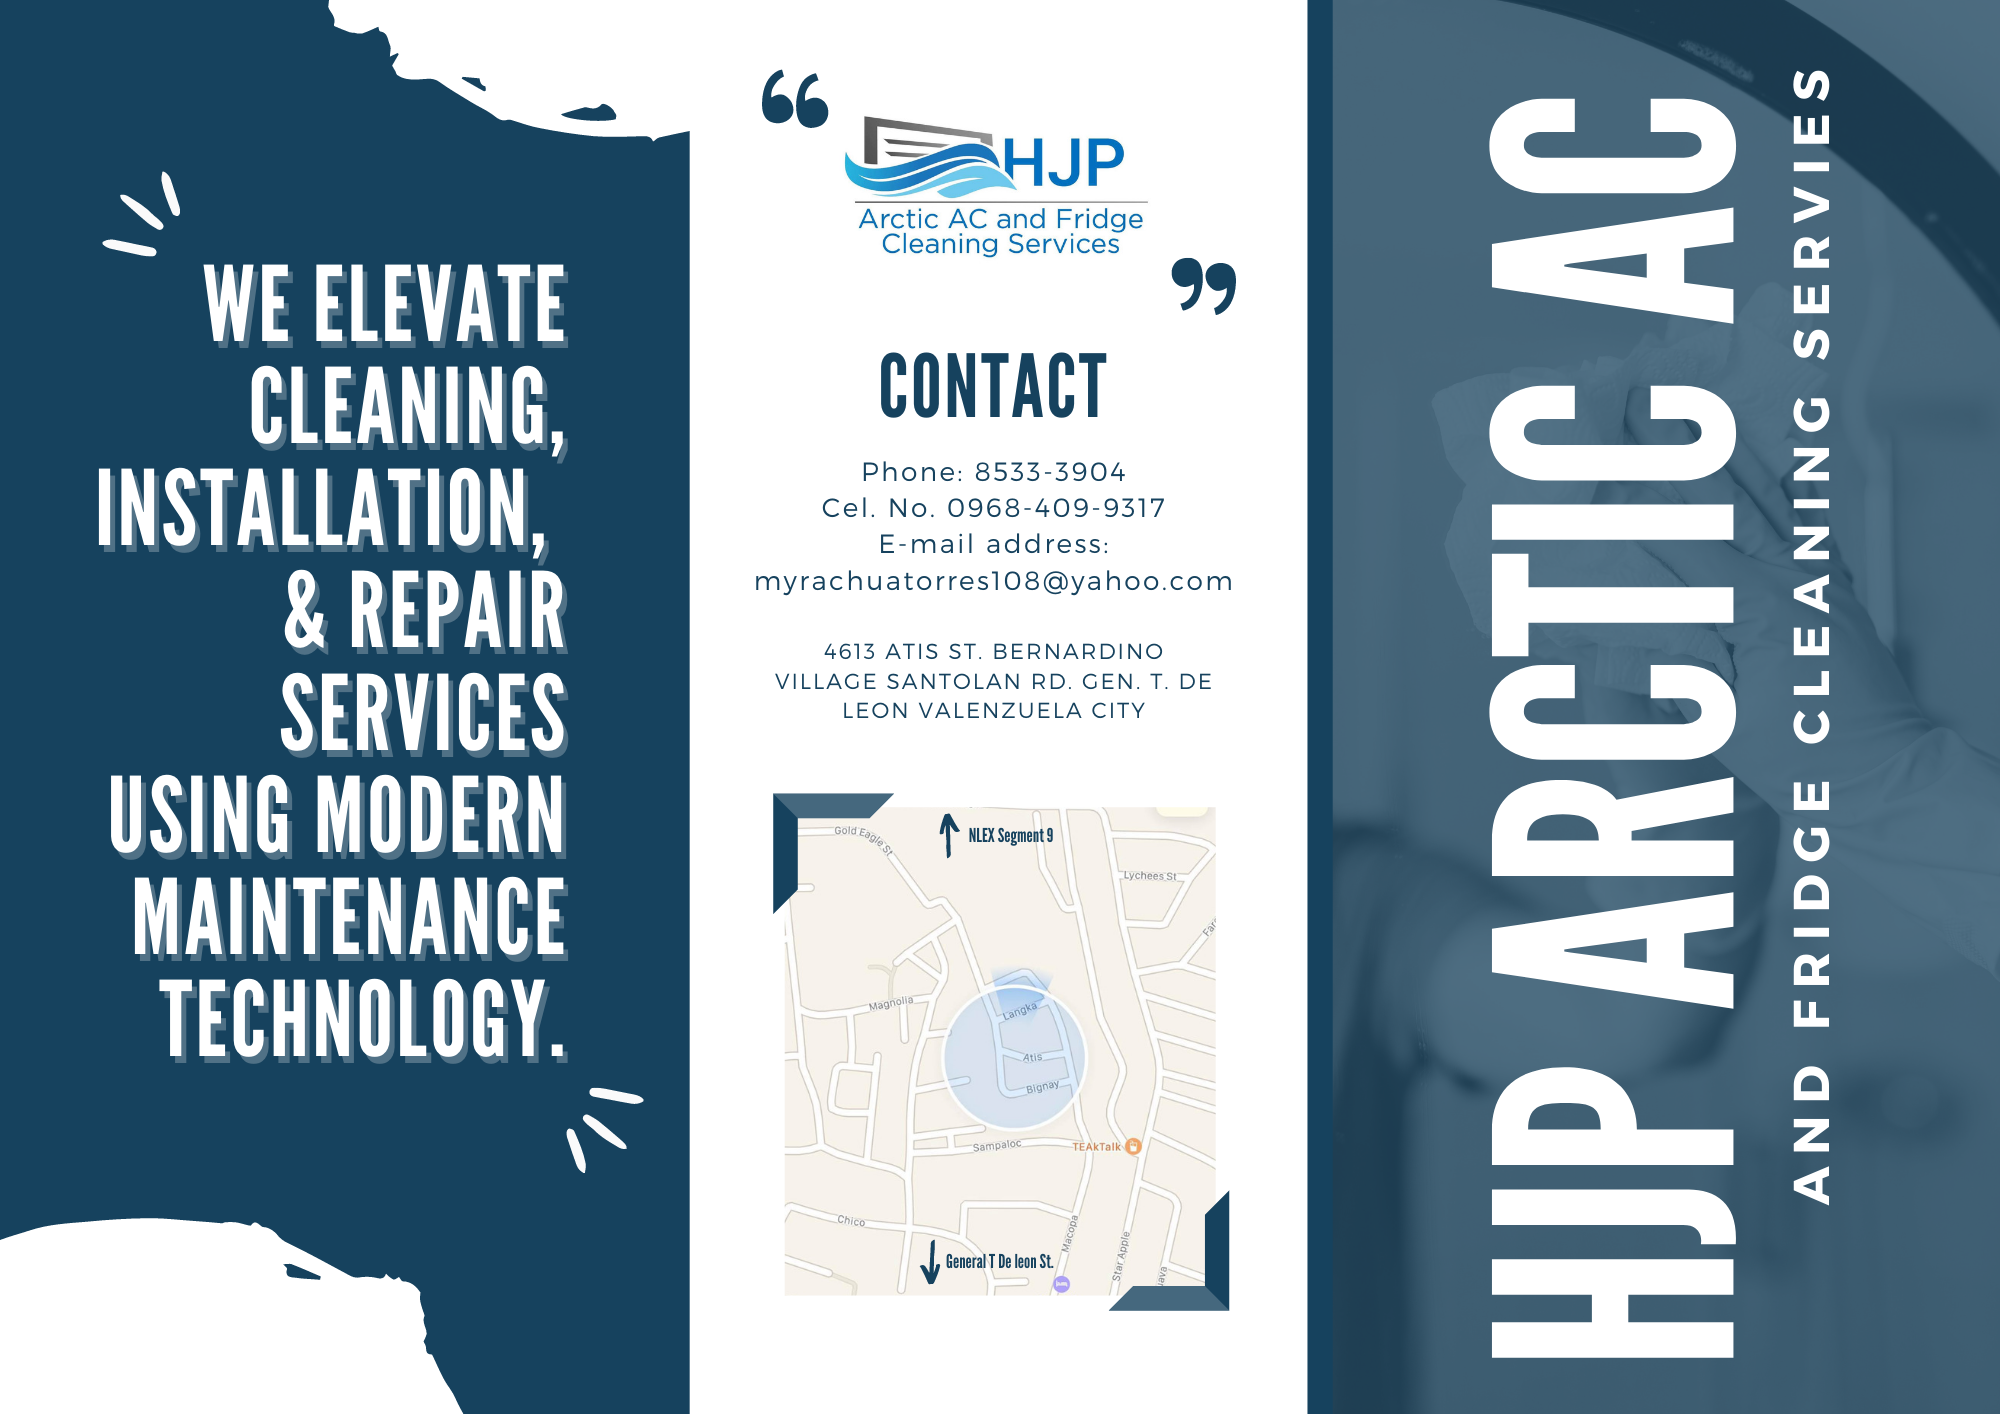 WE ELEVATE
CLEANING,
INSTALLATION,
& REPAIR
SERVICES
USING MODERN
MAINTENANCE
TECHNOLOGY.
“
HJP
Arctic AC and Fridge
Cleaning Services
”
CONTACT
Phone: 8533-3904
Cel. No. 0968-409-9317
E-mail address:
myrachuatorres108@yahoo.com
4613 ATIS ST. BERNARDINO
VILLAGE SANTOLAN RD. GEN. T. DE
LEON VALENZUELA CITY
NLEX Segment 9
Gold Eagle St
Lychees St
Magnolia
Langka
Atis
Bignay
Sampaloc
TEAkTalk
Chico
Macopa
Star Apple
General T De leon St.
HJP ARCTIC AC
AND FRIDGE CLEANING SERVIES